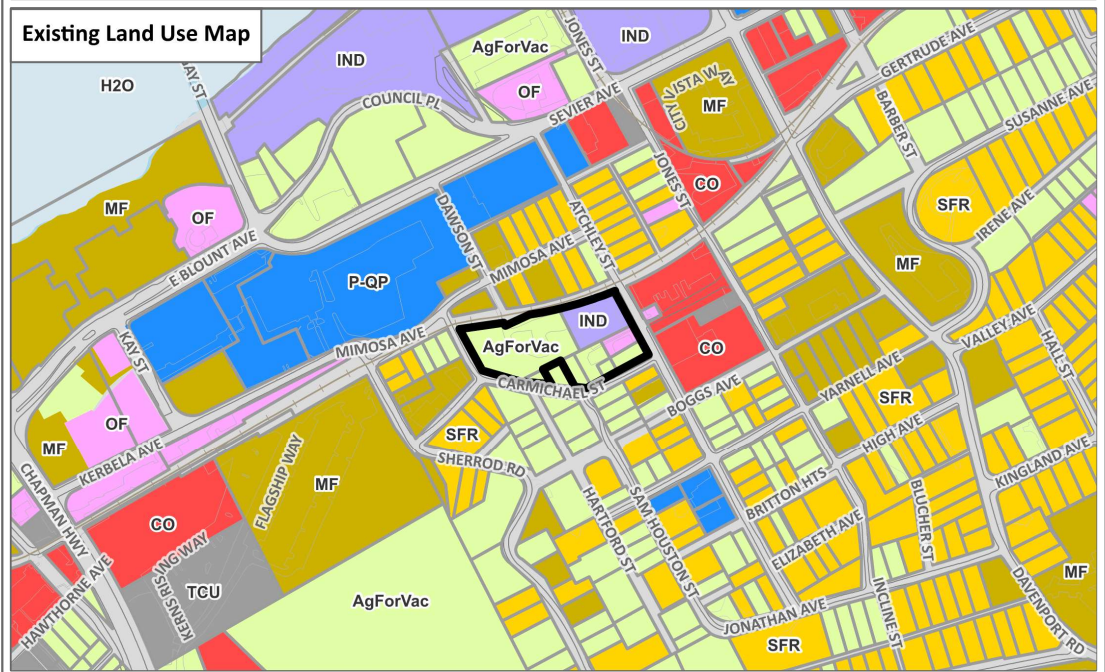 Existing Land Use Map
H2O
IND
COUNCIL PL
AgForVac
OF
JONES ST
SEVIER AVE
IND
CITY VISTA WAY
MF
GERTRUDE AVE
BARBER ST
SUSANNE AVE
MF
OF
E BLOUNT AVE
DAWSON ST
ATCHLEY ST
JONES ST
CO
SFR
IRENE AVE
P-QP
MIMOSA AVE
MF
KAY ST
MIMOSA AVE
AgForVac
IND
CO
VALLEY AVE
HALL ST
CARMICHAEL ST
BOGGS AVE
YARNELL AVE
SFR
OF
MF
KERBELA AVE
SFR
SHERROD RD
HIGH AVE
CHAPMAN HWY
FLAGSHIP WAY
MF
HARTFORD ST
SAM HOUSTON ST
BRITTON HTS
BLUCHER ST
KINGLAND AVE
CO
KERNS RISING WAY
TCU
HAWTHORNE AVE
ELIZABETH AVE
AgForVac
INCLINE ST
MF
JONATHAN AVE
SFR
DAVENPORT RD